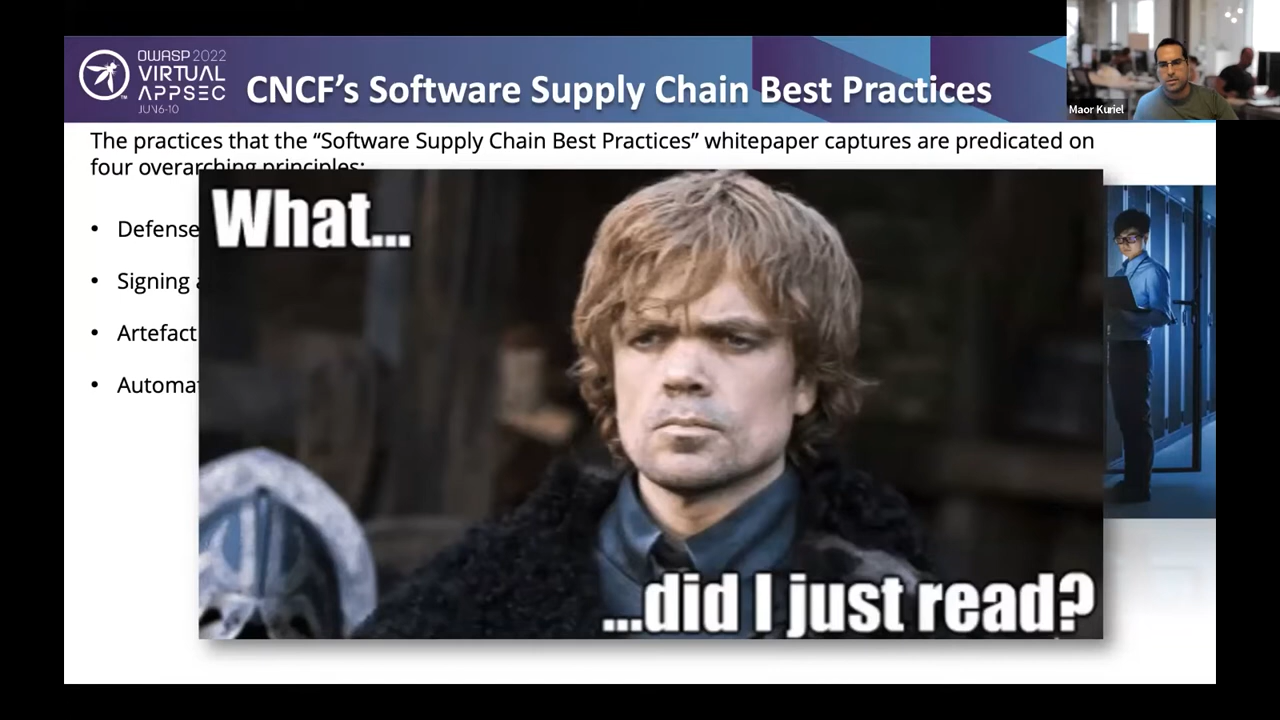 OWASP 2022
VIRTUAL
APPSEC
JUN 6-10
CNCF’s Software Supply Chain Best Practices
Maor Kuriel
The practices that the “Software Supply Chain Best Practices” whitepaper captures are predicated on
four overarching principles:
• Defense
• Signing
• Artefact
• Automat
What...
...did I just read?